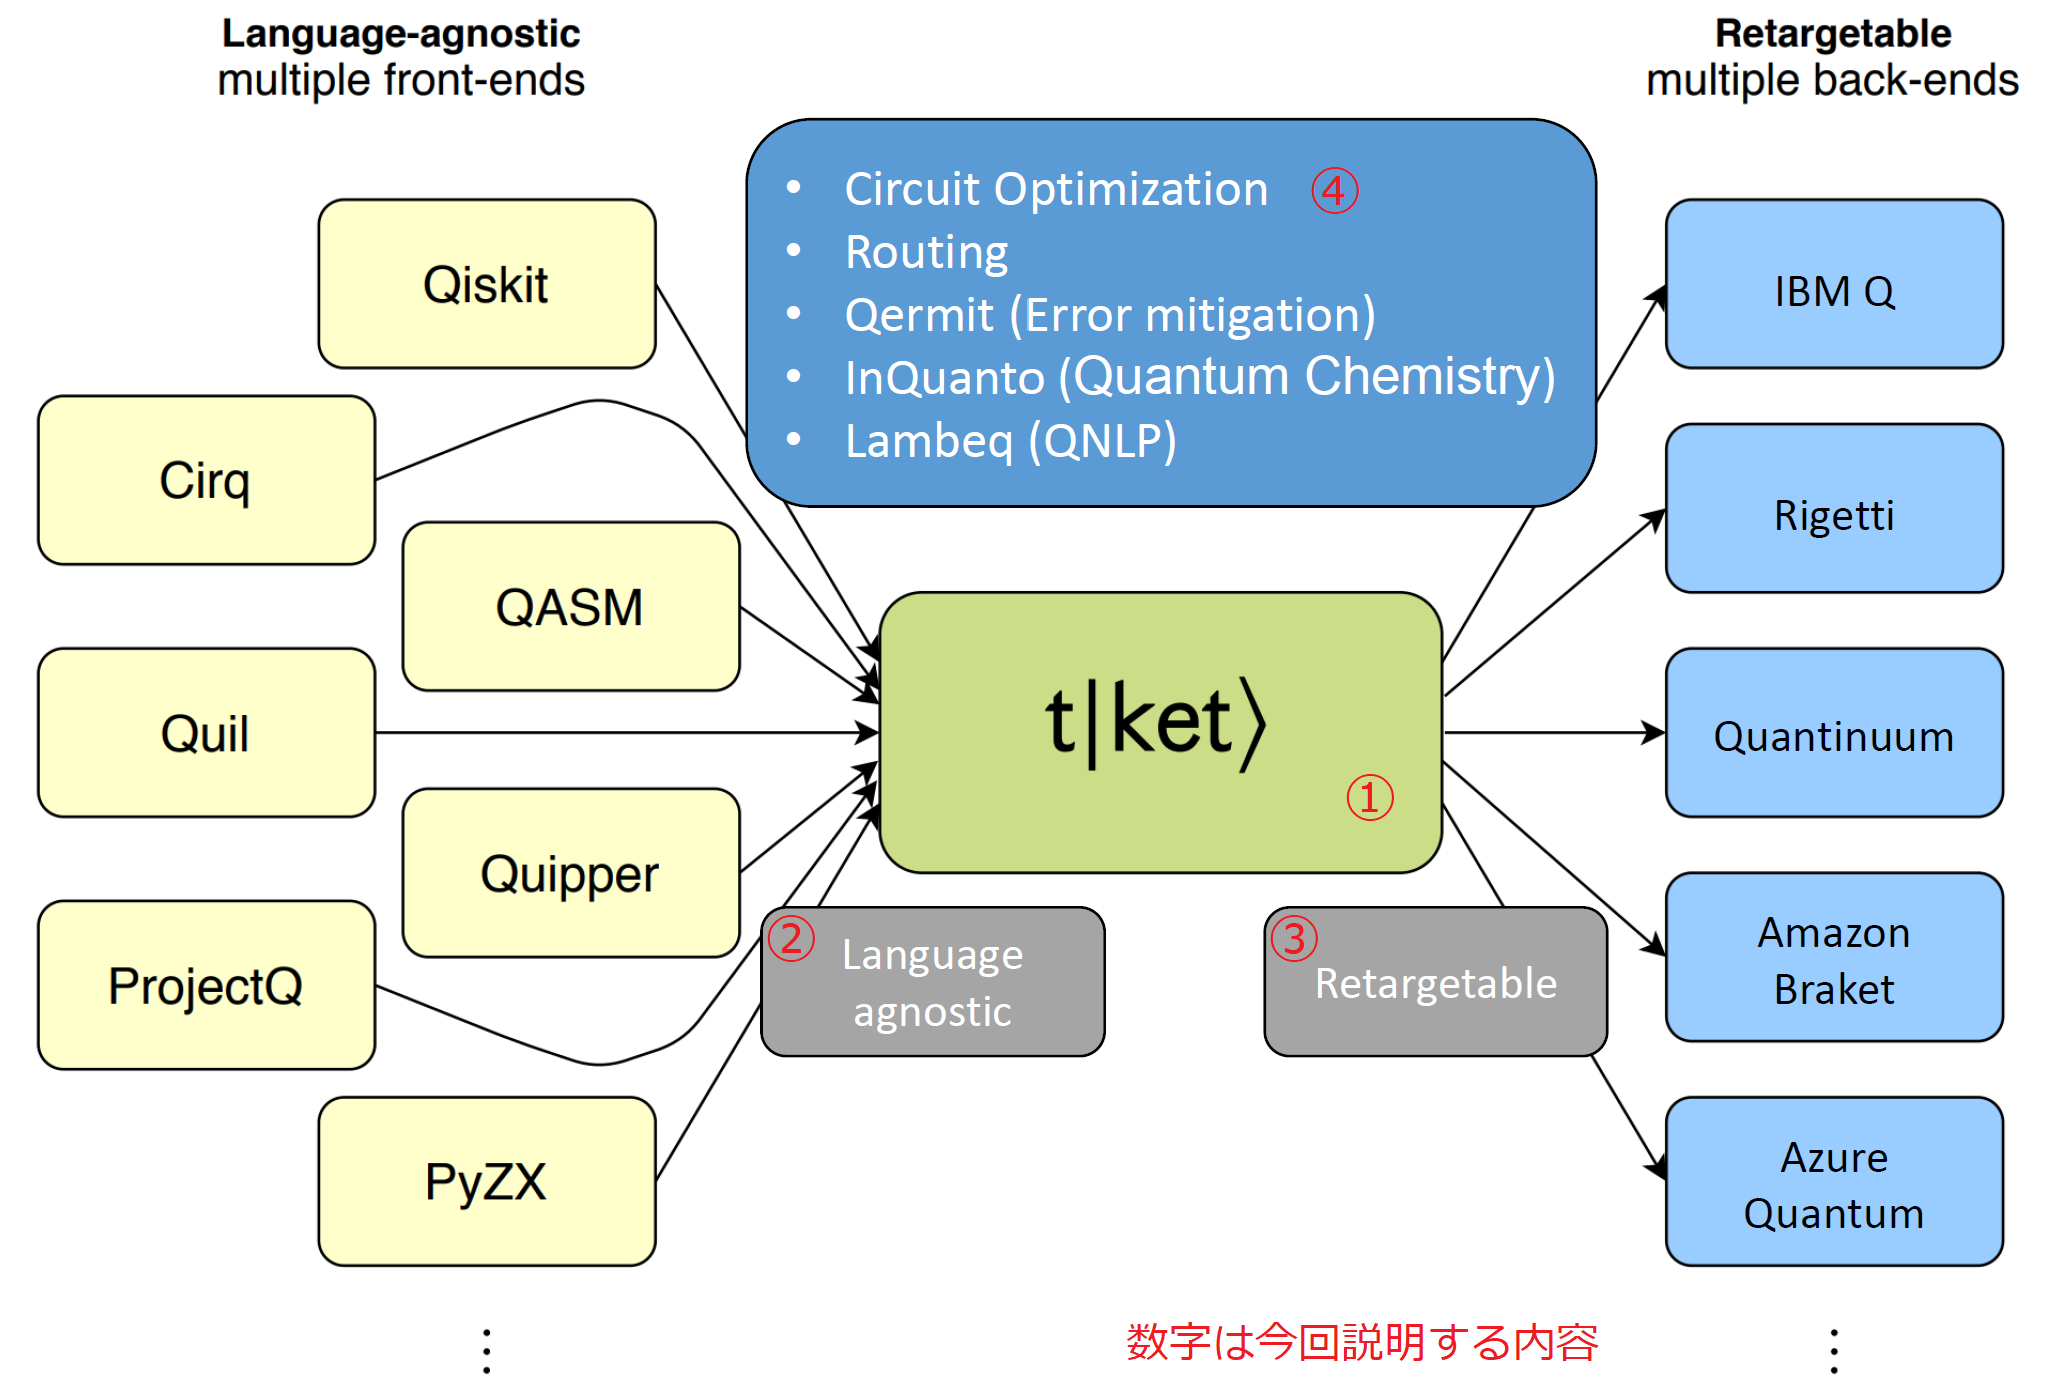 Language-agnostic
multiple front-ends
Retargetable
multiple back-ends
• Circuit Optimization ④
• Routing
• Qermit (Error mitigation)
• InQuanto (Quantum Chemistry)
• Lambeq (QNLP)
Qiskit
Cirq
QASM
Quil
Quipper
ProjectQ
PyZX
⋮
t|ket⟩
①
②
Language
agnostic
③
Retargetable
IBM Q
Rigetti
Quantinuum
Amazon
Braket
Azure
Quantum
⋮
数字は今回説明する内容